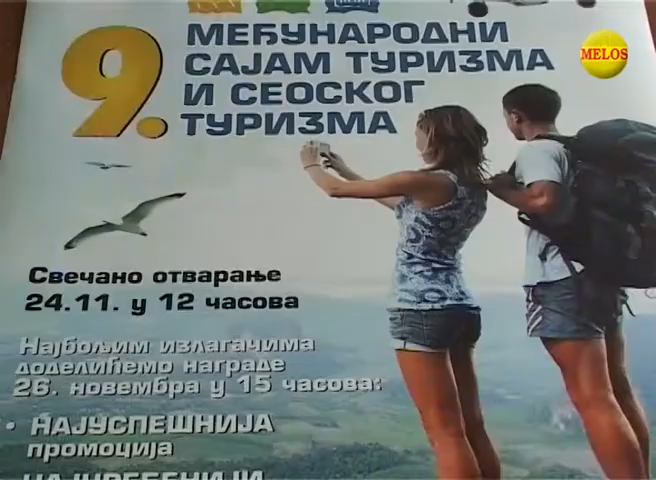 MELOS
9. МЕЂУНАРОДНИ
САЈАМ ТУРИЗМА
И СЕОСКОГ
ТУРИЗМА
Свечано отварање
24.11. у 12 часова
Најбољим излагачима
доделићемо награде
26. новембра у 15 часова:
• НАЈУСПЕШНИЈА
промоција